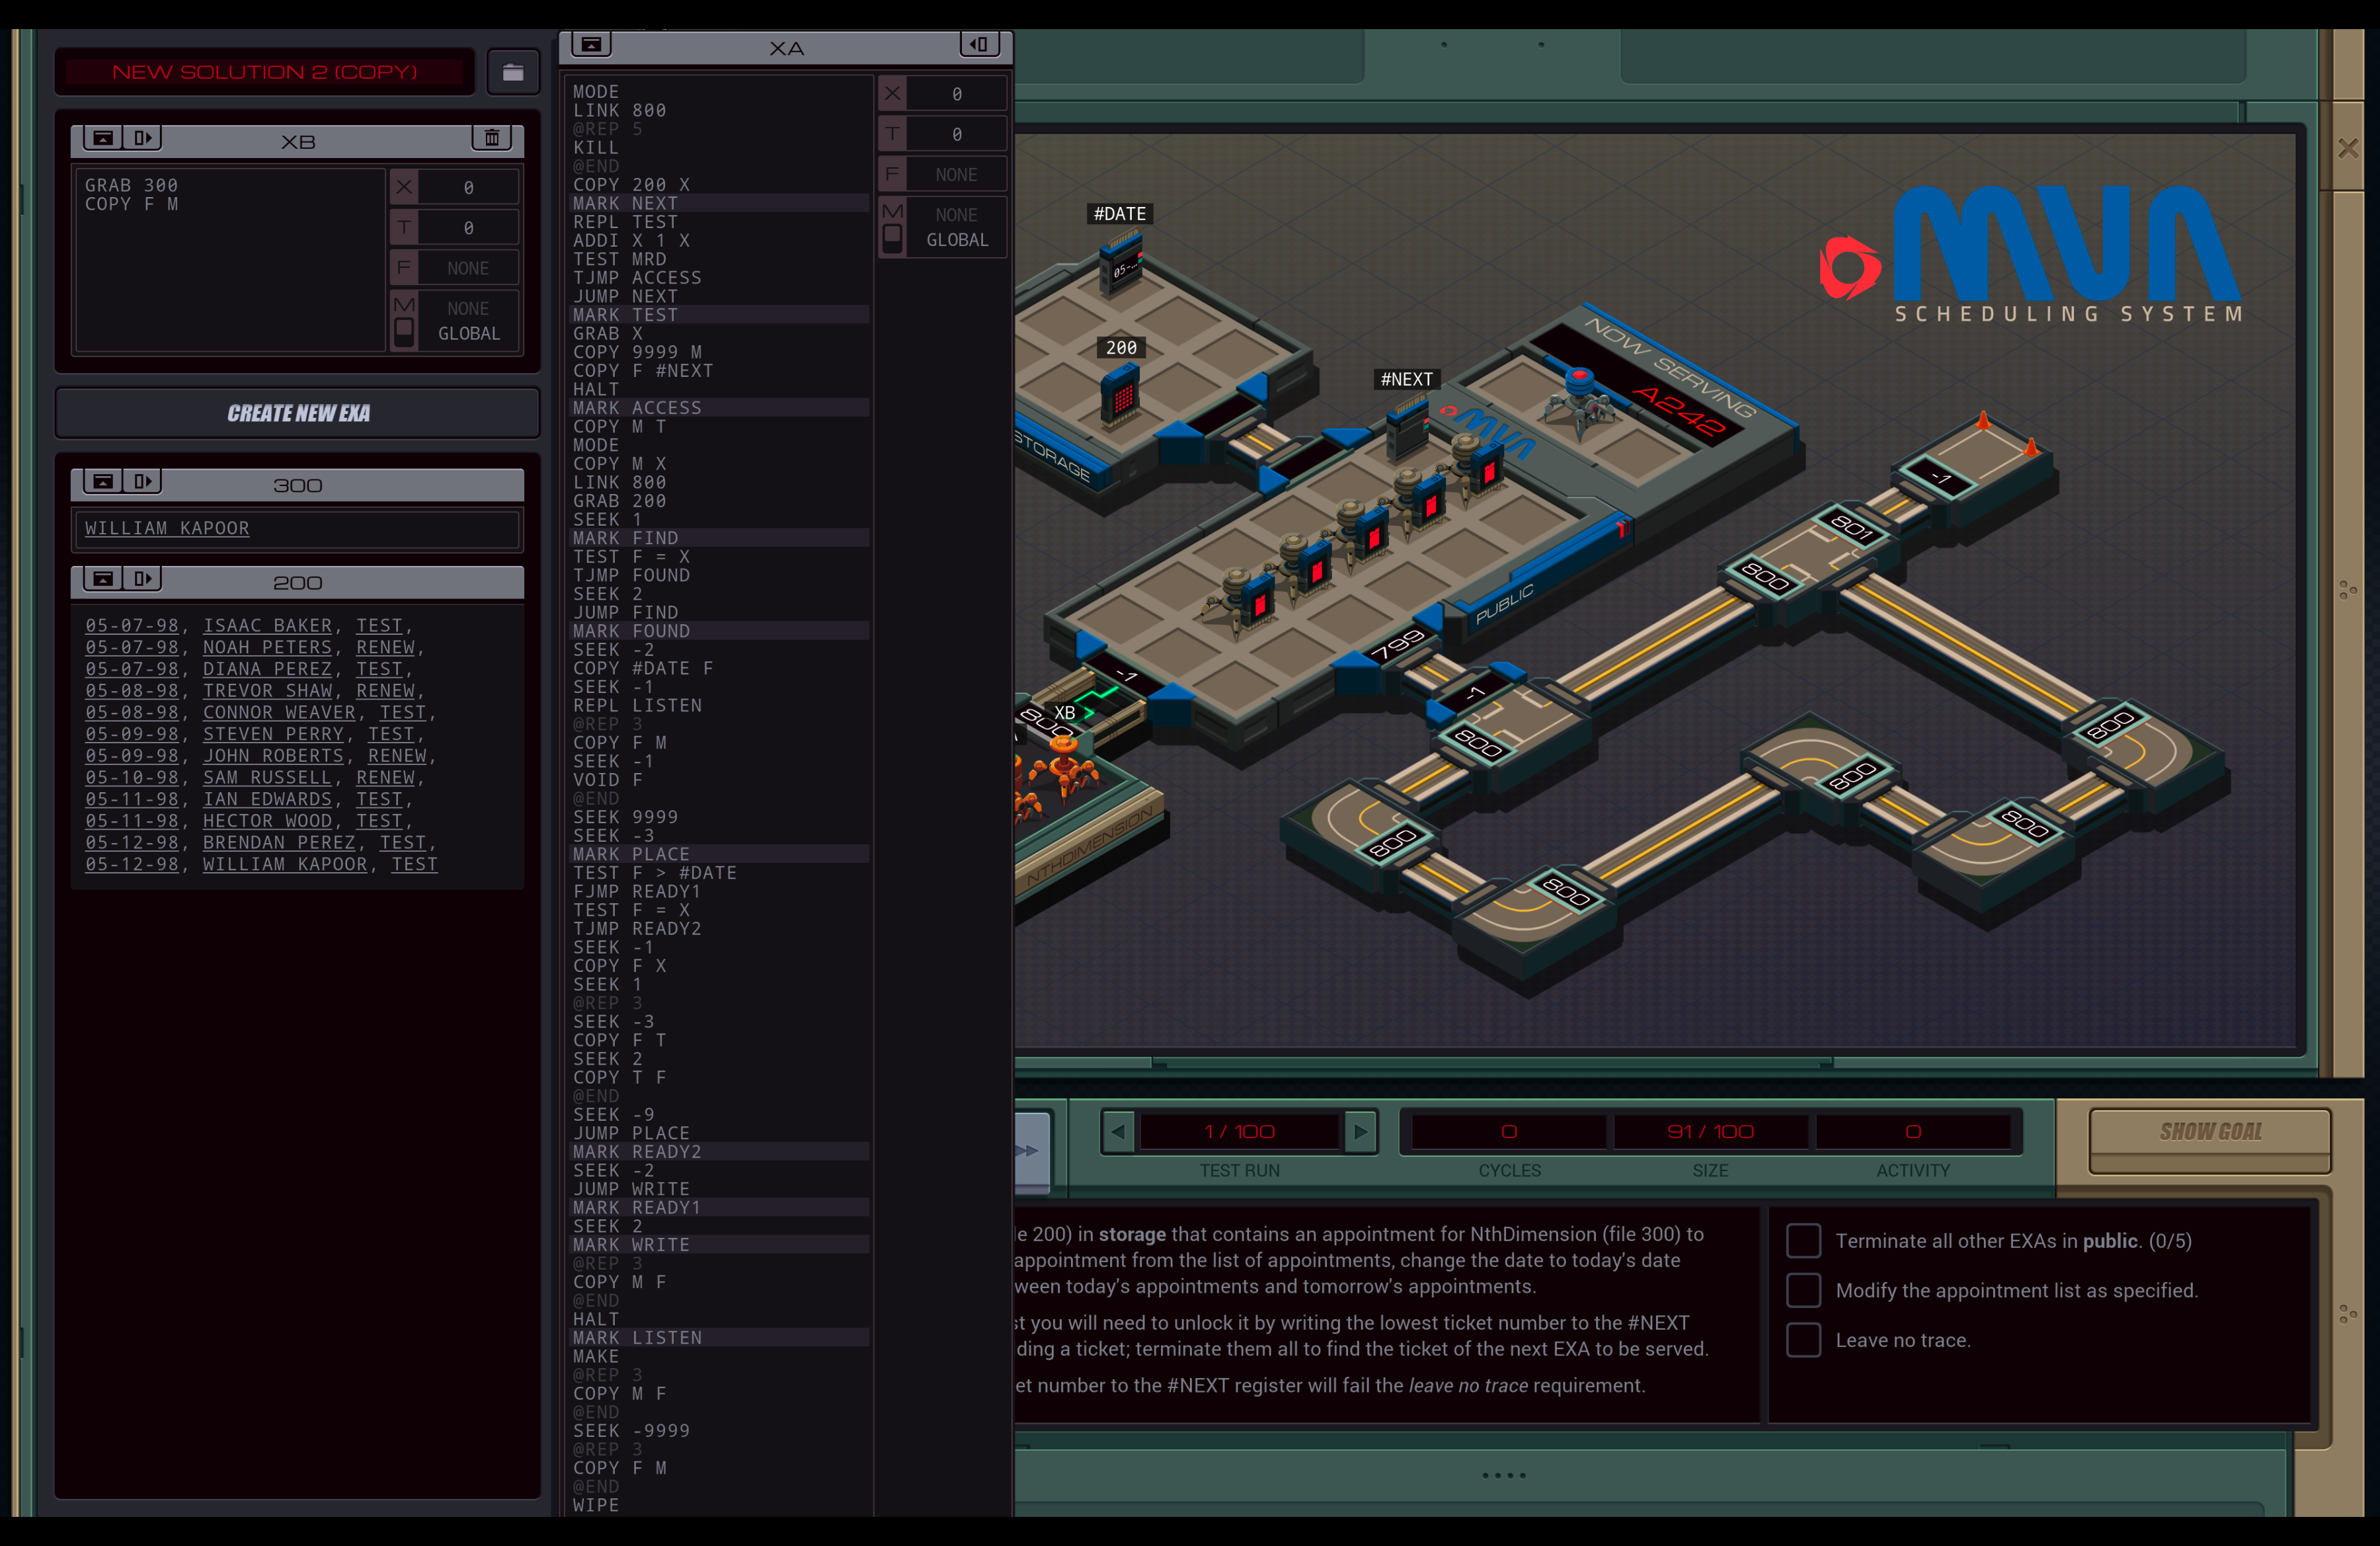 NEW SOLUTION 2 (COPY)
XB
GRAB 300
COPY F M
X 0
T 0
F NONE
M NONE
GLOBAL
CREATE NEW EXA
300
WILLIAM KAPOOR
200
05-07-98, ISAAC BAKER, TEST,
05-07-98, NOAH PETERS, RENEW,
05-07-98, DIANA PEREZ, TEST,
05-08-98, TREVOR SHAW, RENEW,
05-08-98, CONNOR WEAVER, TEST,
05-09-98, STEVEN PERRY, TEST,
05-09-98, JOHN ROBERTS, RENEW,
05-10-98, SAM RUSSELL, RENEW,
05-11-98, IAN EDWARDS, TEST,
05-11-98, HECTOR WOOD, TEST,
05-12-98, BRENDAN PEREZ, TEST,
05-12-98, WILLIAM KAPOOR, TEST
XA
MODE
LINK 800
@REP 5
KILL
@END
COPY 200 X
MARK NEXT
REPL TEST
ADDI X 1 X
TEST MRD
TJMP ACCESS
JUMP NEXT
MARK TEST
GRAB X
COPY 9999 M
COPY F #NEXT
HALT
MARK ACCESS
COPY M T
MODE
COPY M X
LINK 800
GRAB 200
SEEK 1
MARK FIND
TEST F = X
TJMP FOUND
SEEK 2
JUMP FIND
MARK FOUND
SEEK -2
COPY #DATE F
SEEK -1
REPL LISTEN
@REP 3
COPY F M
SEEK -1
VOID F
@END
SEEK 9999
SEEK -3
MARK PLACE
TEST F > #DATE
FJMP READY1
TEST F = X
TJMP READY2
SEEK -1
COPY F X
SEEK 1
@REP 3
SEEK -3
COPY F T
SEEK 2
COPY T F
@END
SEEK -9
JUMP PLACE
MARK READY2
SEEK -2
JUMP WRITE
MARK READY1
SEEK 2
MARK WRITE
@REP 3
COPY M F
@END
HALT
MARK LISTEN
MAKE
@REP 3
COPY M F
@END
SEEK -9999
@REP 3
COPY F M
@END
WIPE
X 0
T 0
F NONE
M NONE
GLOBAL
#DATE
05-..
200
STORAGE
#NEXT
NOW SERVING
A242
MVA
PUBLIC
799
-1
-1
800
XB
NTHDIMENSION
MVA
SCHEDULING SYSTEM
-1
801
800
800
800
800
800
800
800
1 / 100
TEST RUN
0
CYCLES
91 / 100
SIZE
0
ACTIVITY
SHOW GOAL
le 200) in storage that contains an appointment for NthDimension (file 300) to
appointment from the list of appointments, change the date to today's date
ween today's appointments and tomorrow's appointments.
st you will need to unlock it by writing the lowest ticket number to the #NEXT
ding a ticket; terminate them all to find the ticket of the next EXA to be served.
et number to the #NEXT register will fail the leave no trace requirement.
Terminate all other EXAs in public. (0/5)
Modify the appointment list as specified.
Leave no trace.